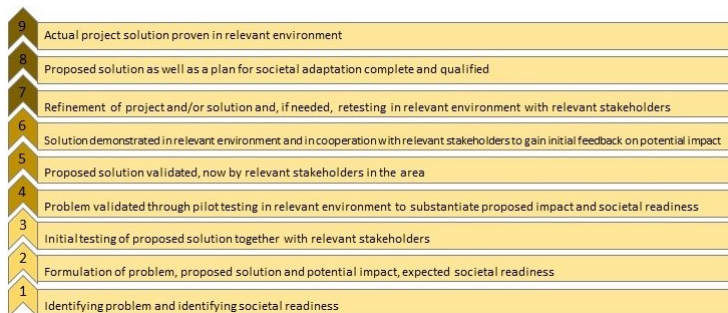 9
Actual project solution proven in relevant environment
8
Proposed solution as well as a plan for societal adaptation complete and qualified
7
Refinement of project and/or solution and, if needed, retesting in relevant environment with relevant stakeholders
6
Solution demonstrated in relevant environment and in cooperation with relevant stakeholders to gain initial feedback on potential impact
5
Proposed solution validated, now by relevant stakeholders in the area
4
Problem validated through pilot testing in relevant environment to substantiate proposed impact and societal readiness
3
Initial testing of proposed solution together with relevant stakeholders
2
Formulation of problem, proposed solution and potential impact, expected societal readiness
1
Identifying problem and identifying societal readiness